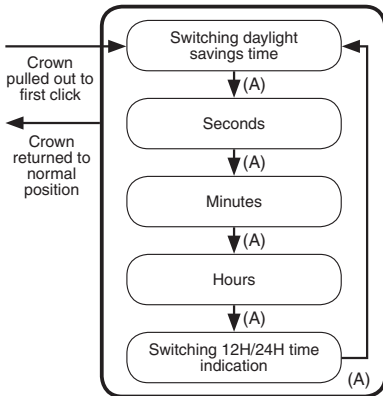 Switching daylight
savings time
Crown
pulled out to
first click
(A)
Seconds
Crown
returned to
normal
position
(A)
Minutes
(A)
Hours
(A)
Switching 12H/24H time
indication
(A)